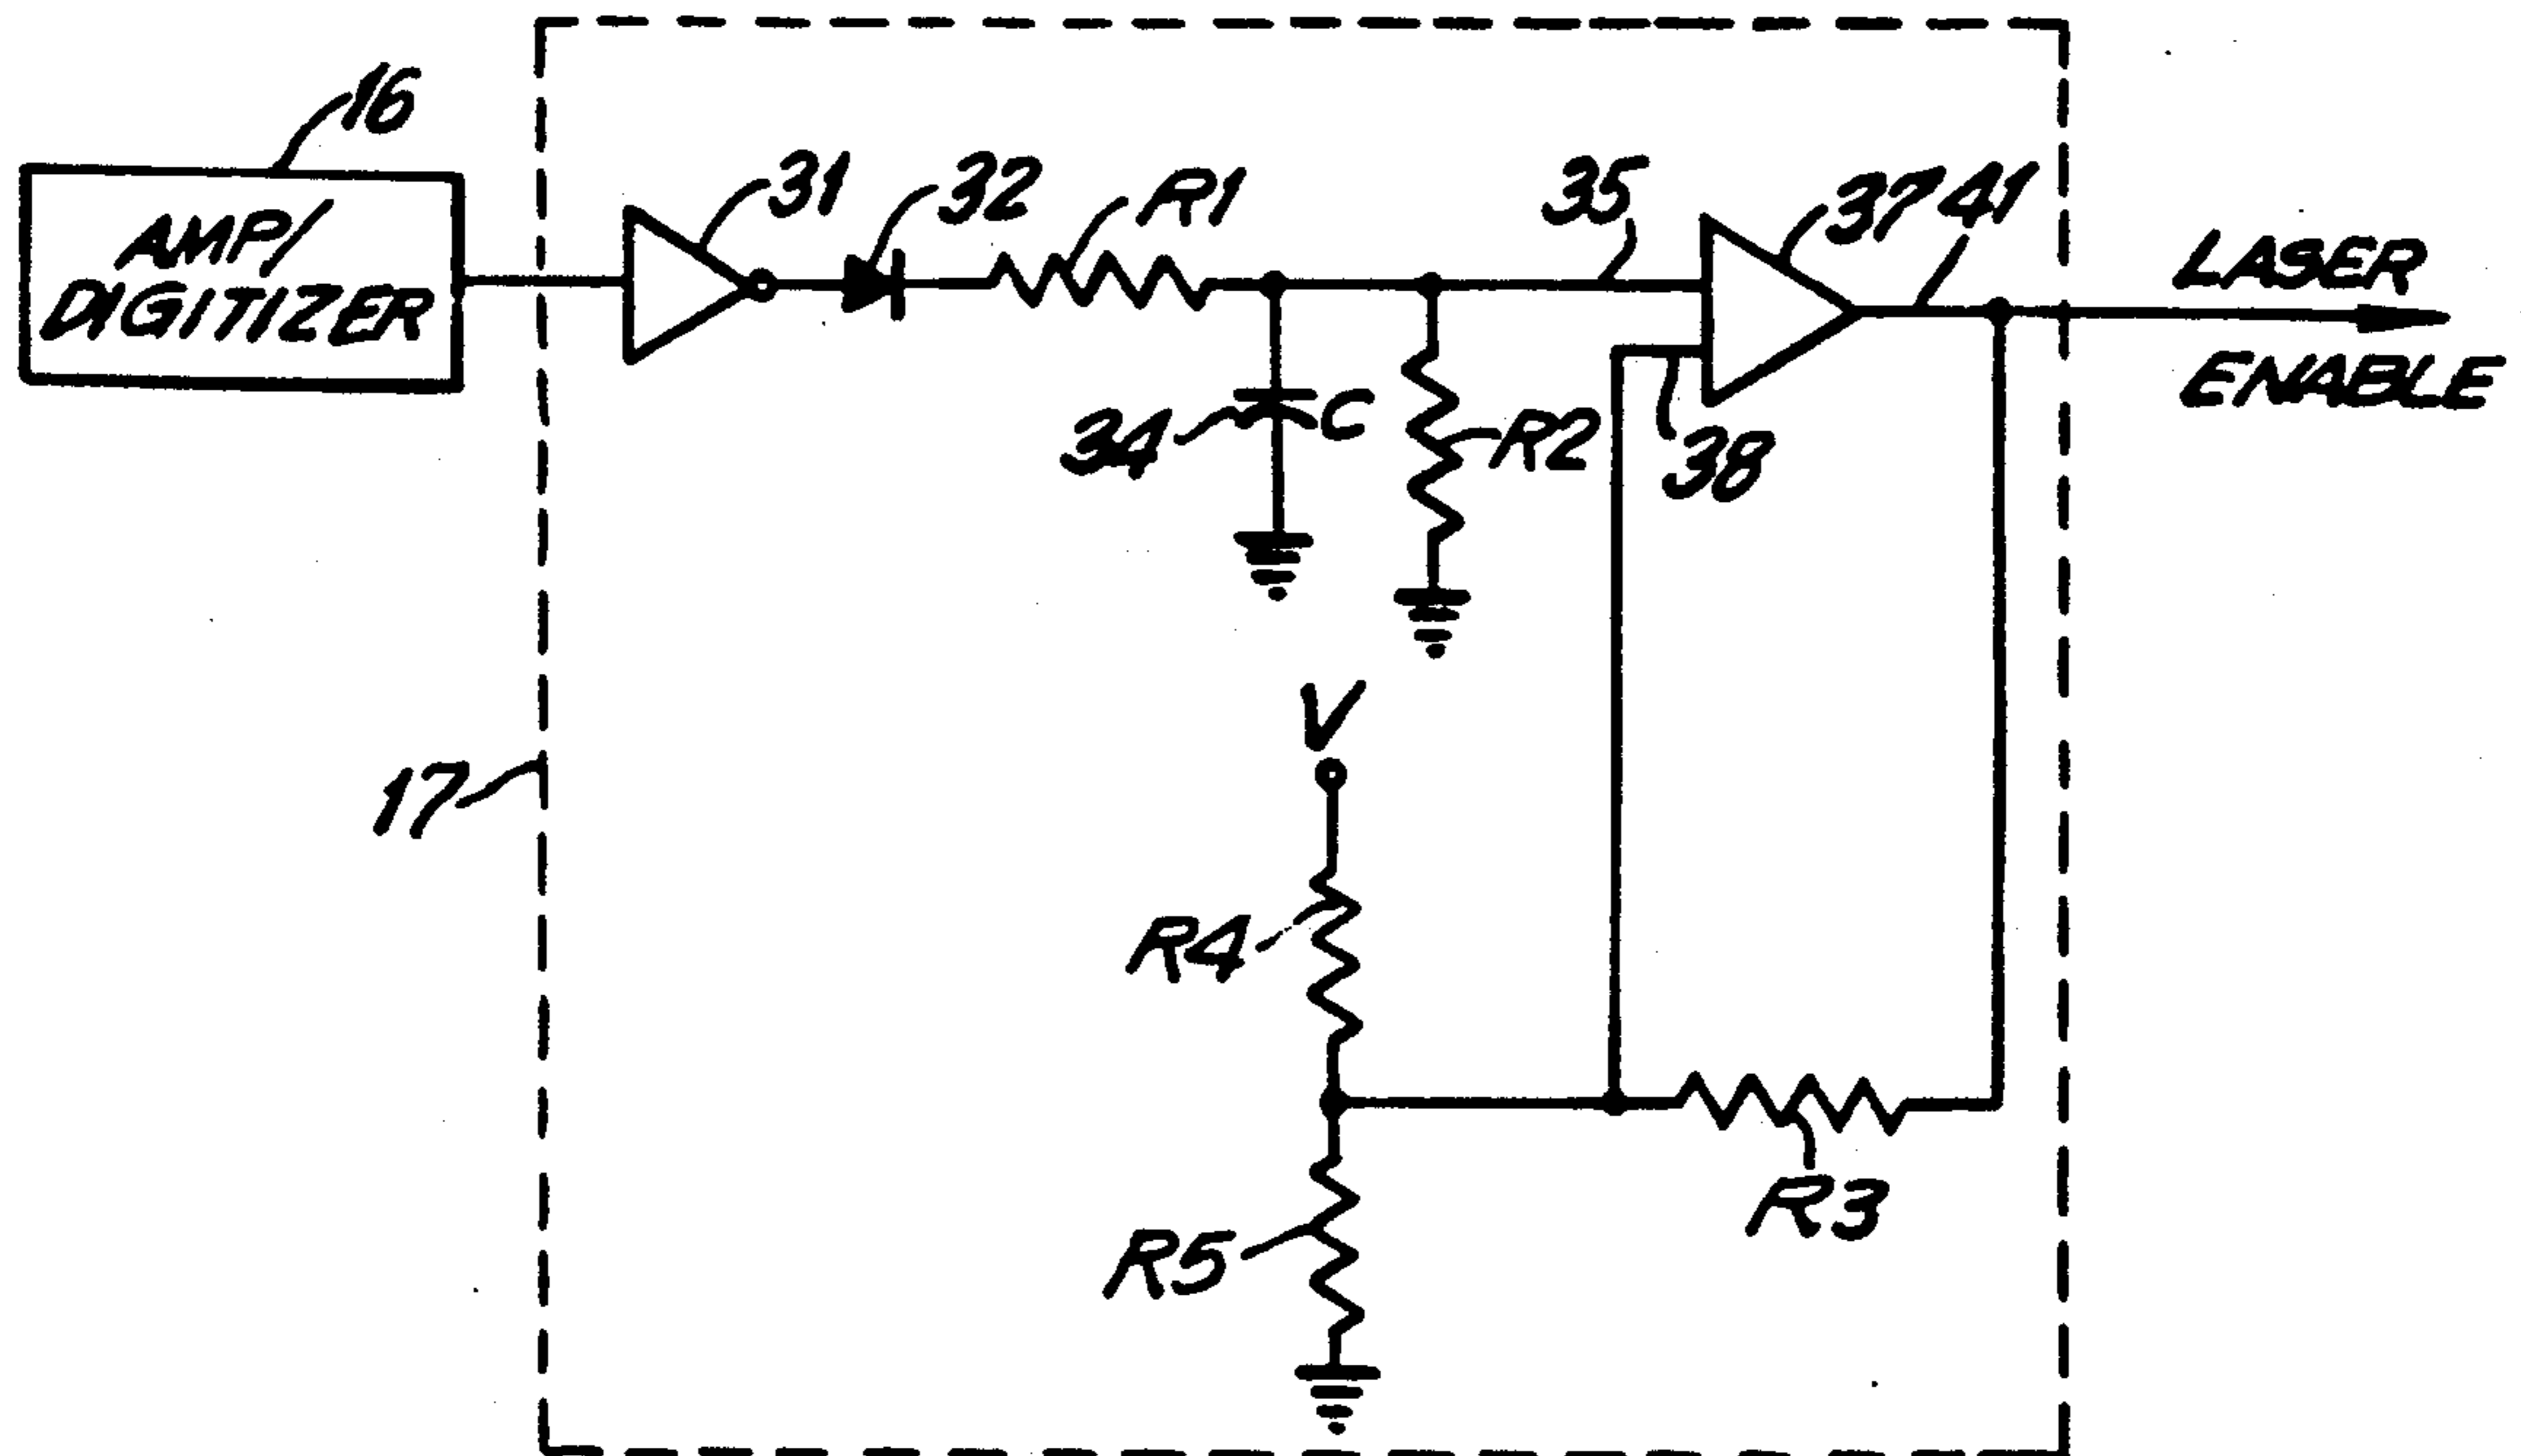 16
AMP/
DIGITIZER
31
32
R1
35
37
41
LASER
ENABLE
34
C
R2
38
V
17
R4
R5
R3